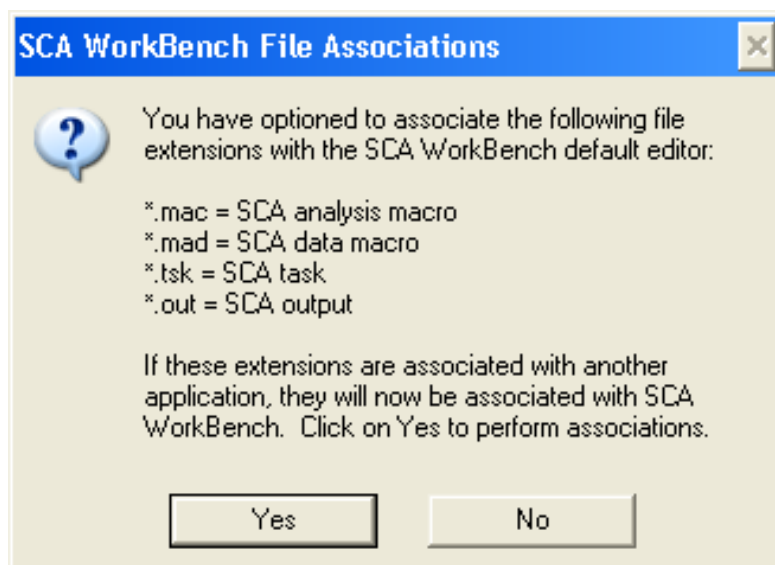 SCA WorkBench File Associations
You have optioned to associate the following file
extensions with the SCA WorkBench default editor:
*.mac = SCA analysis macro
*.mad = SCA data macro
*.tsk = SCA task
*.out = SCA output
If these extensions are associated with another
application, they will now be associated with SCA
WorkBench.  Click on Yes to perform associations.
Yes
No